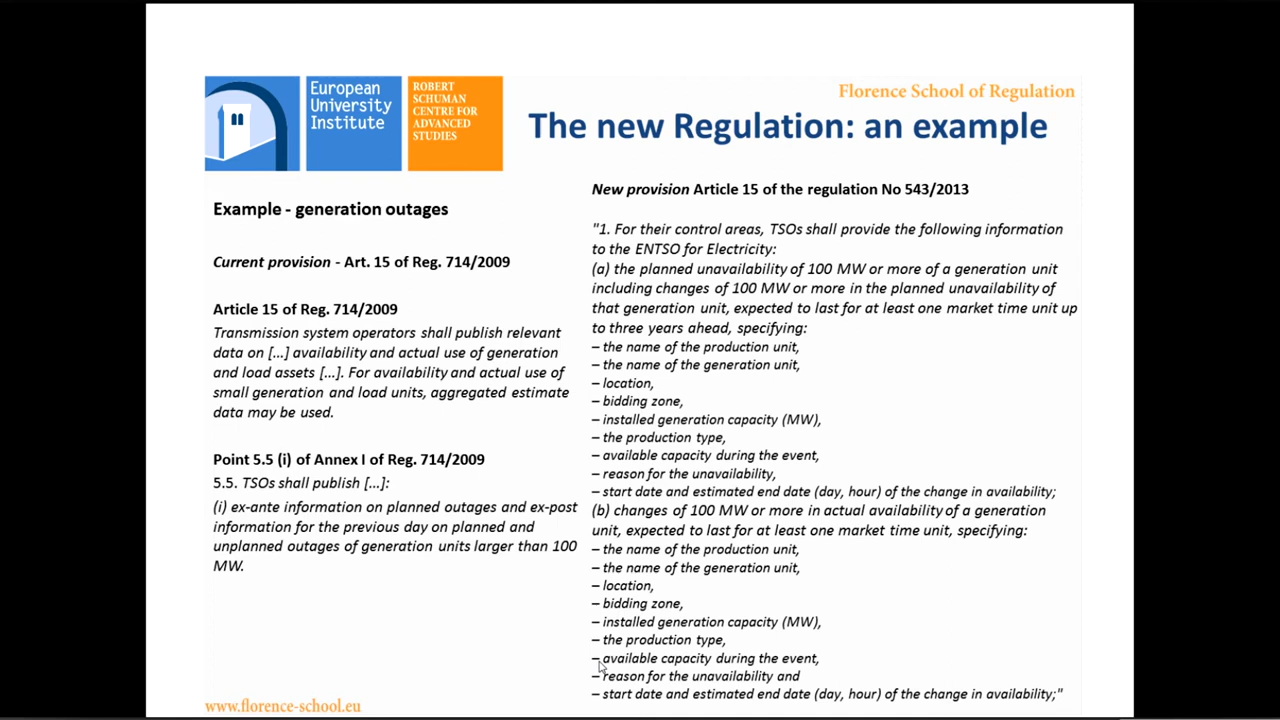 European
University
Institute
ROBERT
SCHUMAN
CENTRE FOR
ADVANCED
STUDIES
Florence School of Regulation
The new Regulation: an example
Example - generation outages
Current provision - Art. 15 of Reg. 714/2009
Article 15 of Reg. 714/2009
Transmission system operators shall publish relevant
data on [...] availability and actual use of generation
and load assets [...]. For availability and actual use of
small generation and load units, aggregated estimate
data may be used.
Point 5.5 (i) of Annex I of Reg. 714/2009
5.5. TSOs shall publish [...]:
(i) ex-ante information on planned outages and ex-post
information for the previous day on planned and
unplanned outages of generation units larger than 100
MW.
New provision Article 15 of the regulation No 543/2013
"1. For their control areas, TSOs shall provide the following information
to the ENTSO for Electricity:
(a) the planned unavailability of 100 MW or more of a generation unit
including changes of 100 MW or more in the planned unavailability of
that generation unit, expected to last for at least one market time unit up
to three years ahead, specifying:
– the name of the production unit,
– the name of the generation unit,
– location,
– bidding zone,
– installed generation capacity (MW),
– the production type,
– available capacity during the event,
– reason for the unavailability,
– start date and estimated end date (day, hour) of the change in availability;
(b) changes of 100 MW or more in actual availability of a generation
unit, expected to last for at least one market time unit, specifying:
– the name of the production unit,
– the name of the generation unit,
– location,
– bidding zone,
– installed generation capacity (MW),
– the production type,
– available capacity during the event,
– reason for the unavailability and
– start date and estimated end date (day, hour) of the change in availability;"
www.florence-school.eu